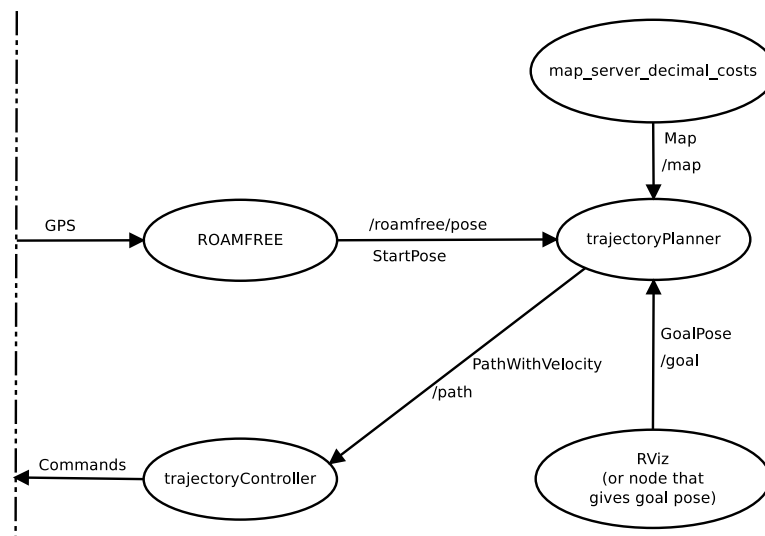 map_server_decimal_costs
Map
/map
GPS
ROAMFREE
/roamfree/pose
StartPose
trajectoryPlanner
GoalPose
/goal
PathWithVelocity
/path
Commands
trajectoryController
RViz
(or node that
gives goal pose)